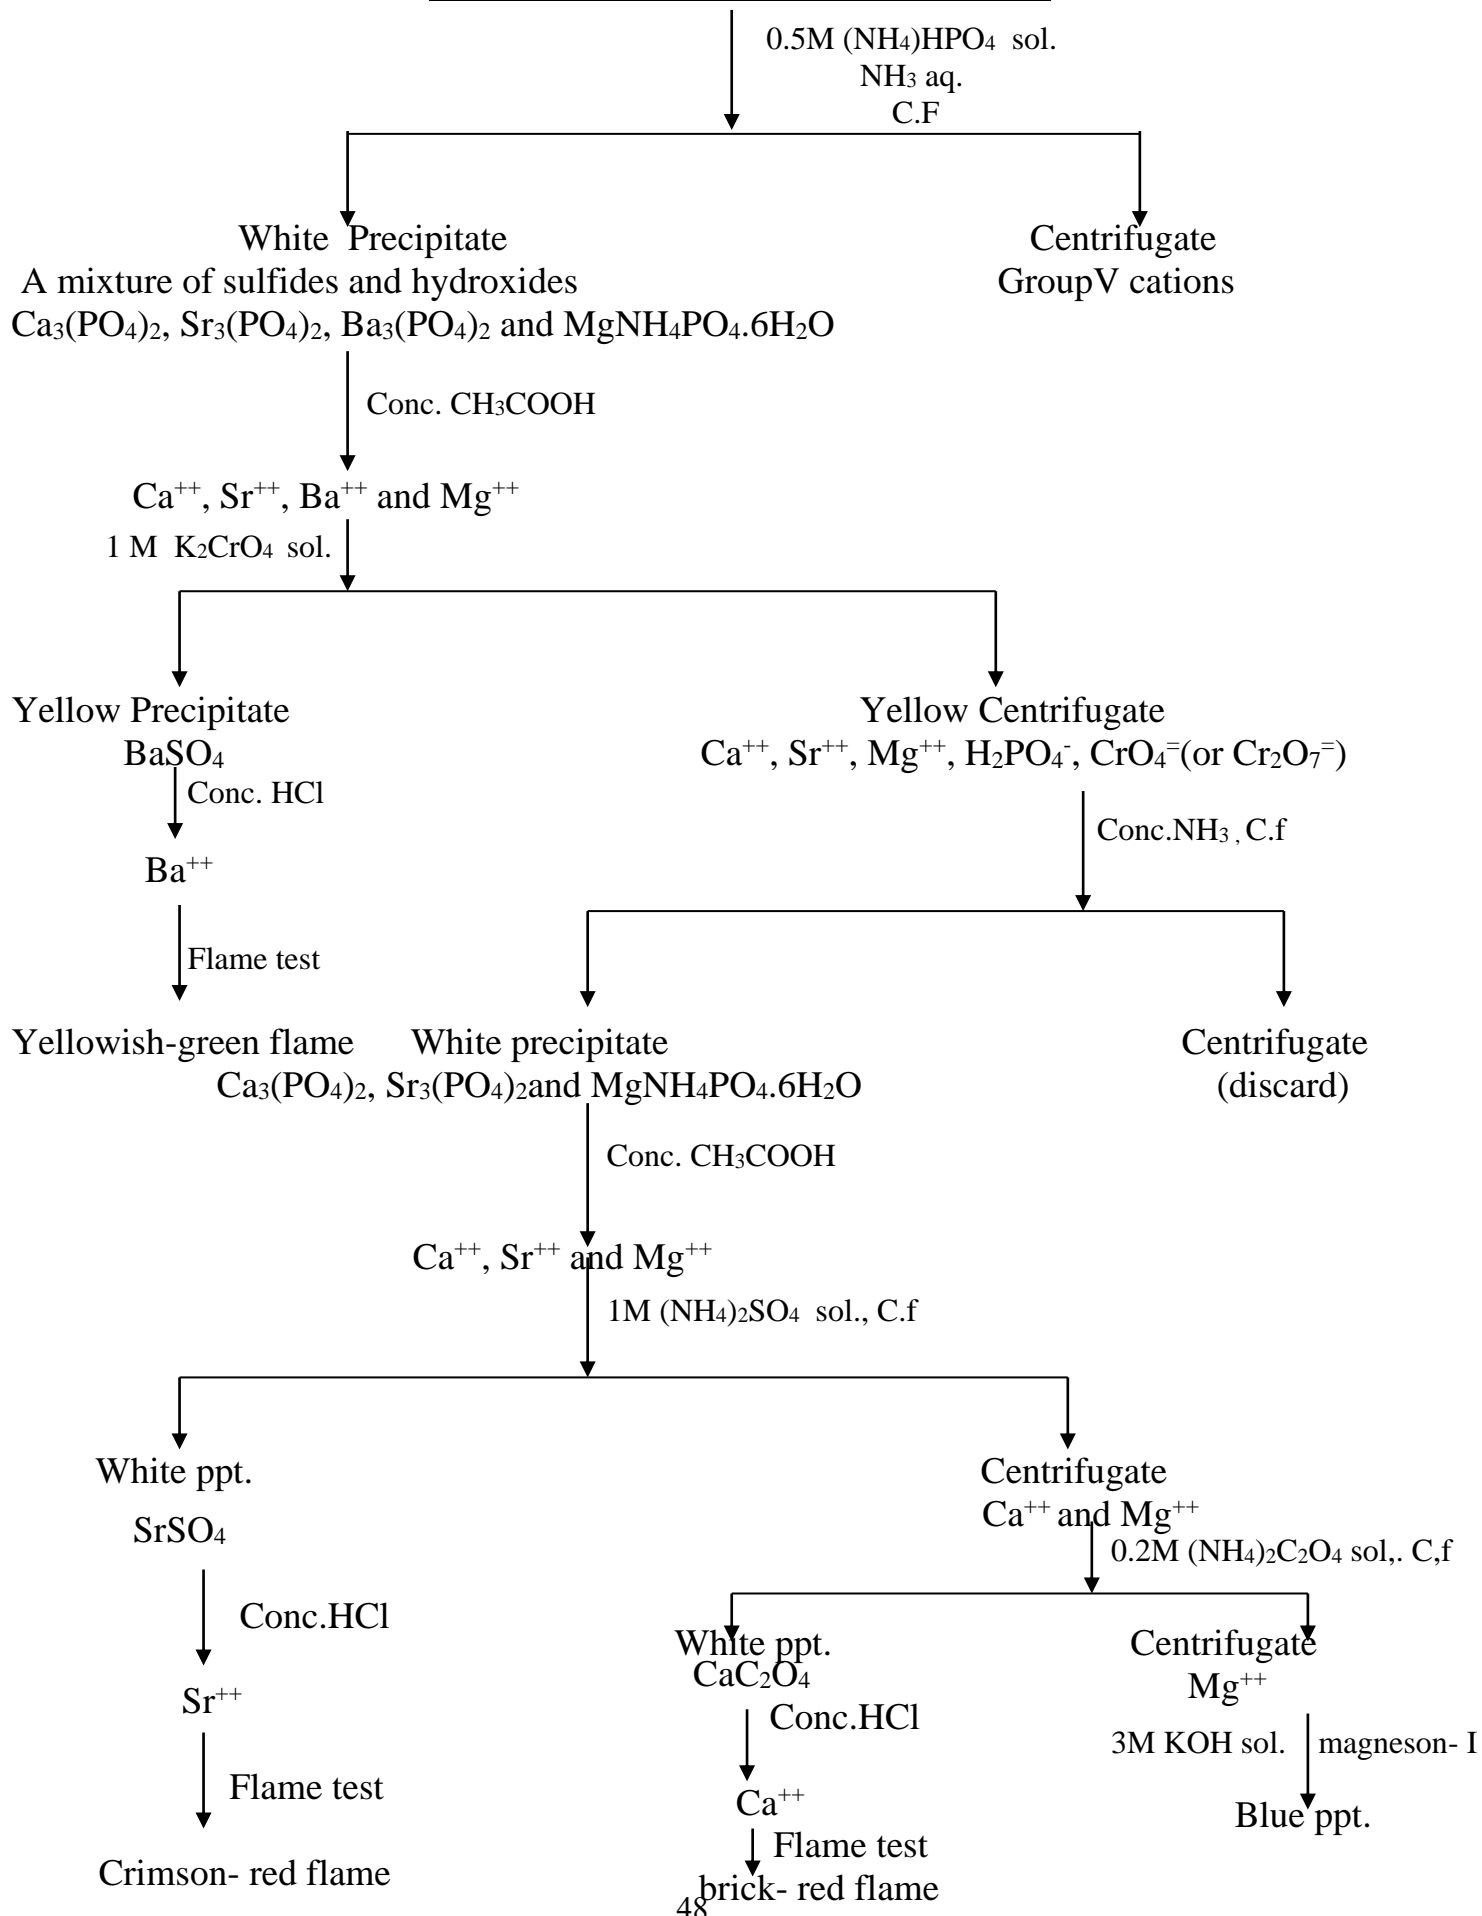 0.5M (NH₄)HPO₄ sol.
NH₃ aq.
C.F
White Precipitate
A mixture of sulfides and hydroxides
Ca₃(PO₄)₂, Sr₃(PO₄)₂, Ba₃(PO₄)₂ and MgNH₄PO₄.6H₂O
Centrifugate
GroupV cations
Conc. CH₃COOH
Ca⁺⁺, Sr⁺⁺, Ba⁺⁺ and Mg⁺⁺
1 M K₂CrO₄ sol.
Yellow Precipitate
BaSO₄
Conc. HCl
Ba⁺⁺
Flame test
Yellowish-green flame
Yellow Centrifugate
Ca⁺⁺, Sr⁺⁺, Mg⁺⁺, H₂PO₄⁻, CrO₄⁼(or Cr₂O₇⁼)
Conc.NH₃ , C.f
White precipitate
Ca₃(PO₄)₂, Sr₃(PO₄)₂and MgNH₄PO₄.6H₂O
Centrifugate
(discard)
Conc. CH₃COOH
Ca⁺⁺, Sr⁺⁺ and Mg⁺⁺
1M (NH₄)₂SO₄ sol., C.f
White ppt.
SrSO₄
Conc.HCl
Sr⁺⁺
Flame test
Crimson- red flame
Centrifugate
Ca⁺⁺ and Mg⁺⁺
0.2M (NH₄)₂C₂O₄ sol,. C,f
White ppt.
CaC₂O₄
Conc.HCl
Ca⁺⁺
Flame test
brick- red flame
Centrifugate
Mg⁺⁺
3M KOH sol. magneson- I
Blue ppt.
48